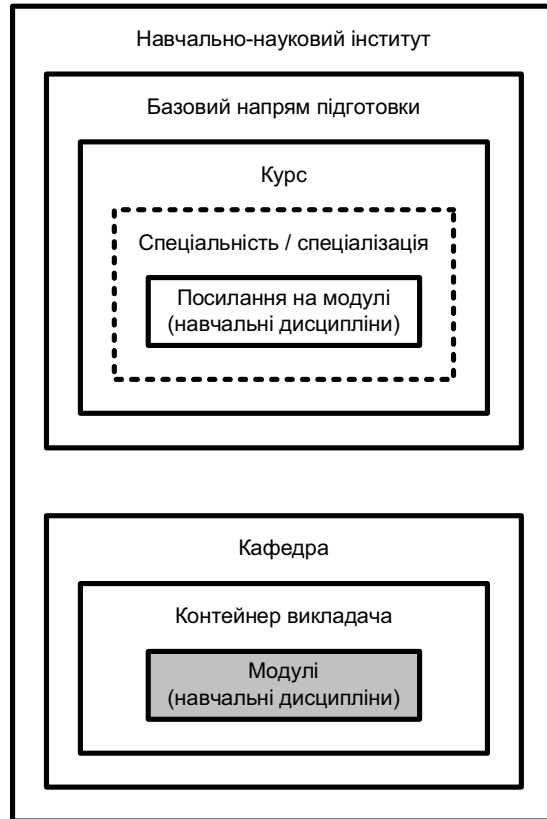 Навчально-науковий інститут
Базовий напрям підготовки
Курс
Спеціальність / спеціалізація
Посилання на модулі
(навчальні дисципліни)
Кафедра
Контейнер викладача
Модулі
(навчальні дисципліни)